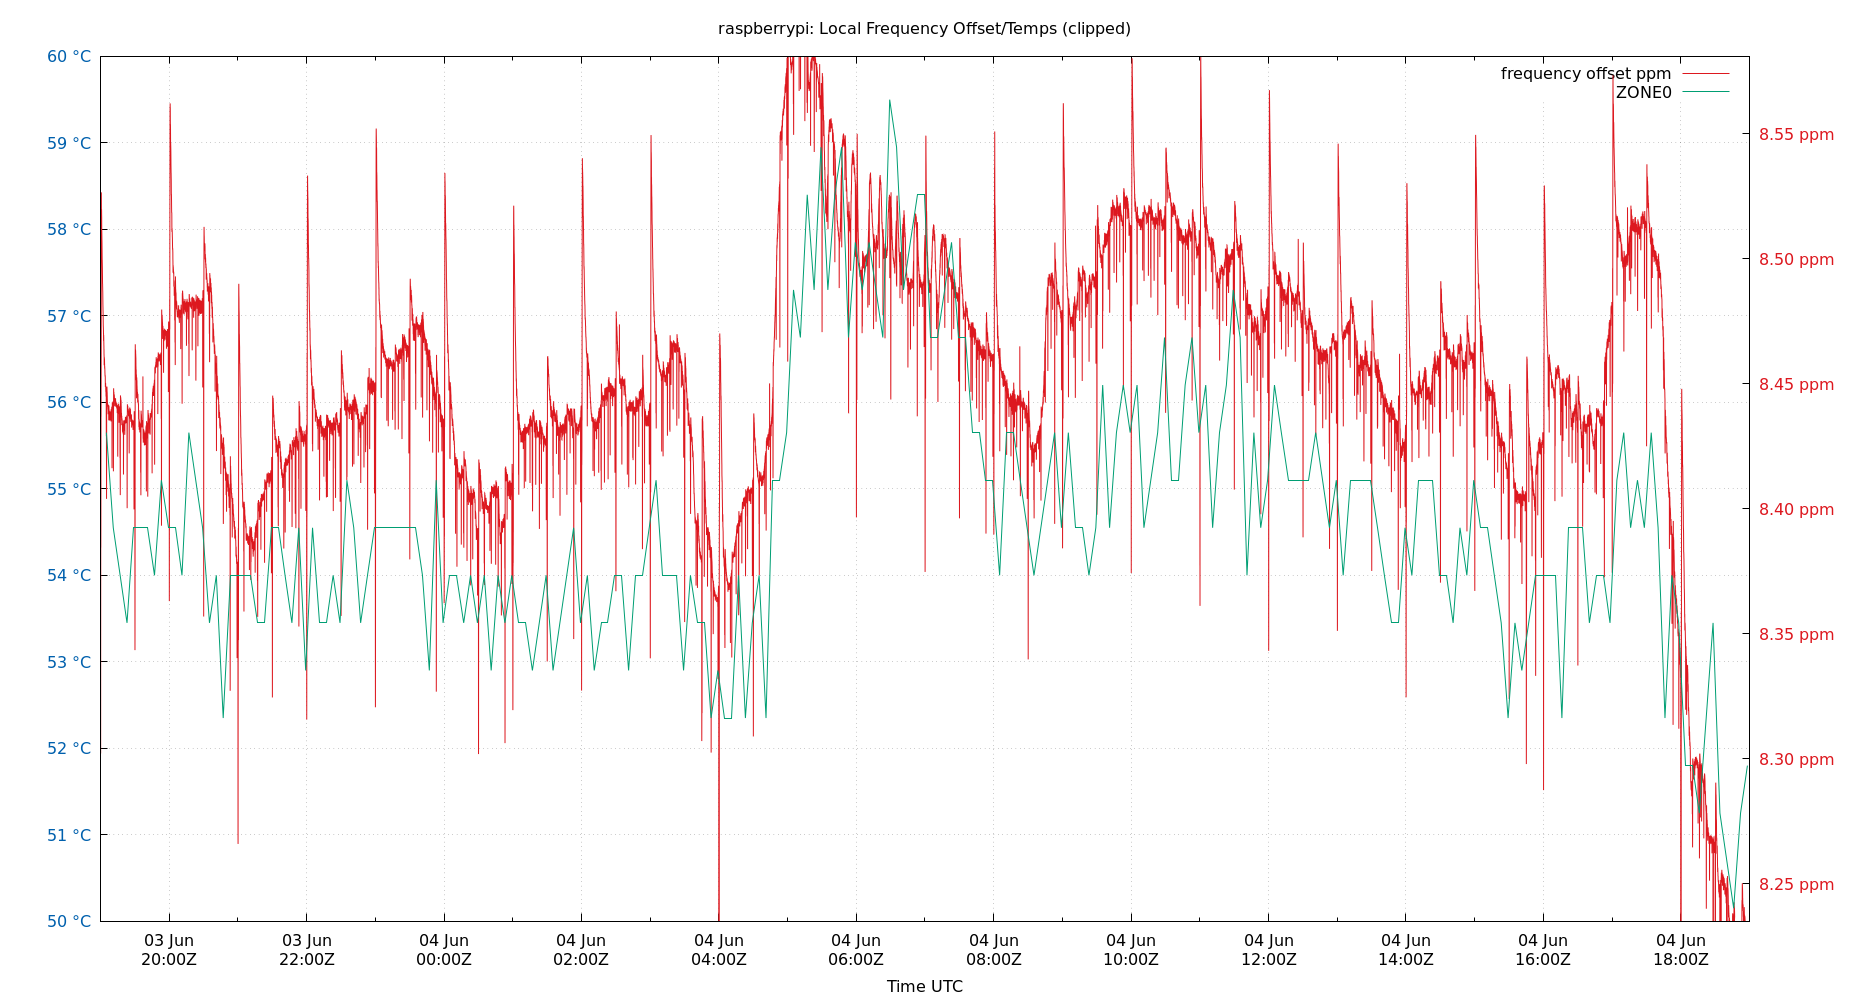 raspberrypi: Local Frequency Offset/Temps (clipped)
60 °C
59 °C
58 °C
57 °C
56 °C
55 °C
54 °C
53 °C
52 °C
51 °C
50 °C
frequency offset ppm
ZONE0
8.55 ppm
8.50 ppm
8.45 ppm
8.40 ppm
8.35 ppm
8.30 ppm
8.25 ppm
03 Jun 03 Jun 04 Jun 04 Jun 04 Jun 04 Jun 04 Jun 04 Jun 04 Jun 04 Jun 04 Jun 04 Jun
20:00Z 22:00Z 00:00Z 02:00Z 04:00Z 06:00Z 08:00Z 10:00Z 12:00Z 14:00Z 16:00Z 18:00Z
Time UTC